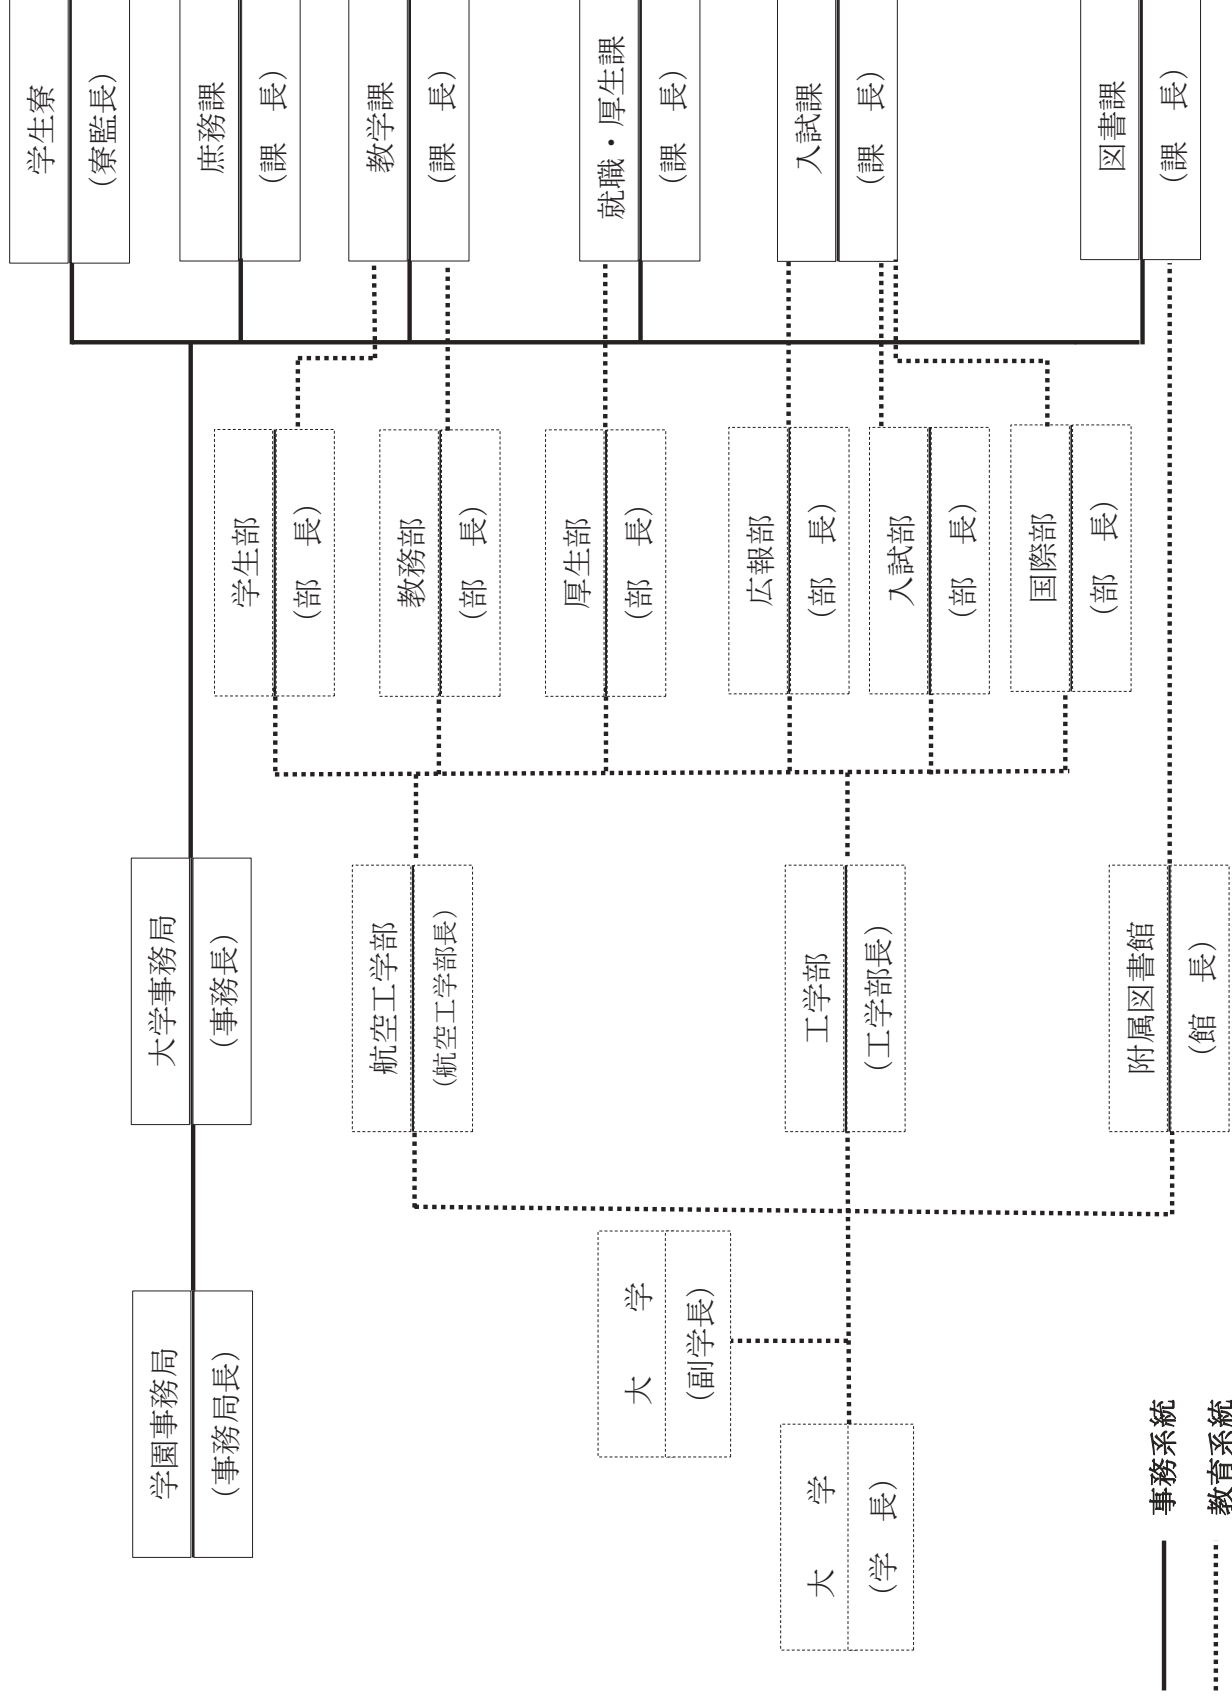 学園事務局
(事務局長)
大学事務局
(事務長)
学生寮
(寮監長)
庶務課
(課　長)
教学課
(課　長)
就職・厚生課
(課　長)
入試課
(課　長)
図書課
(課　長)
学生部
(部　長)
教務部
(部　長)
厚生部
(部　長)
広報部
(部　長)
入試部
(部　長)
国際部
(部　長)
航空工学部
(航空工学部長)
工学部
(工学部長)
附属図書館
(館　長)
大　学
(副学長)
大　学
(学　長)
事務系統
教育系統